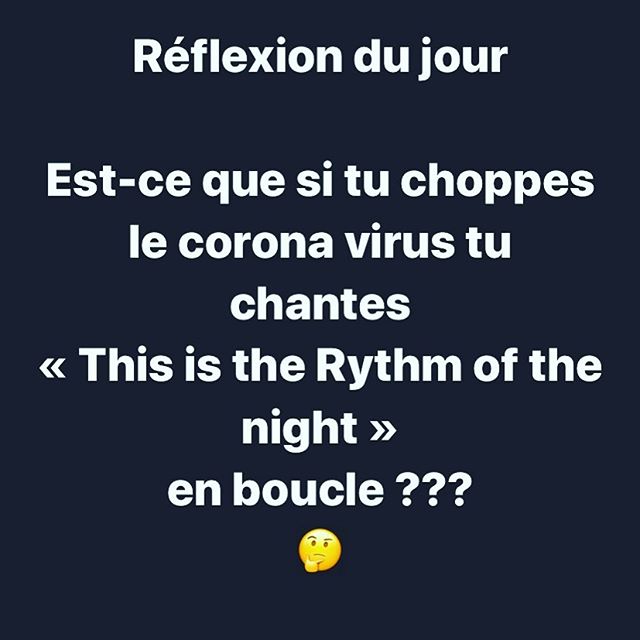 Réflexion du jour
Est-ce que si tu choppes
le corona virus tu
chantes
« This is the Rythm of the
night »
en boucle ???
🤔